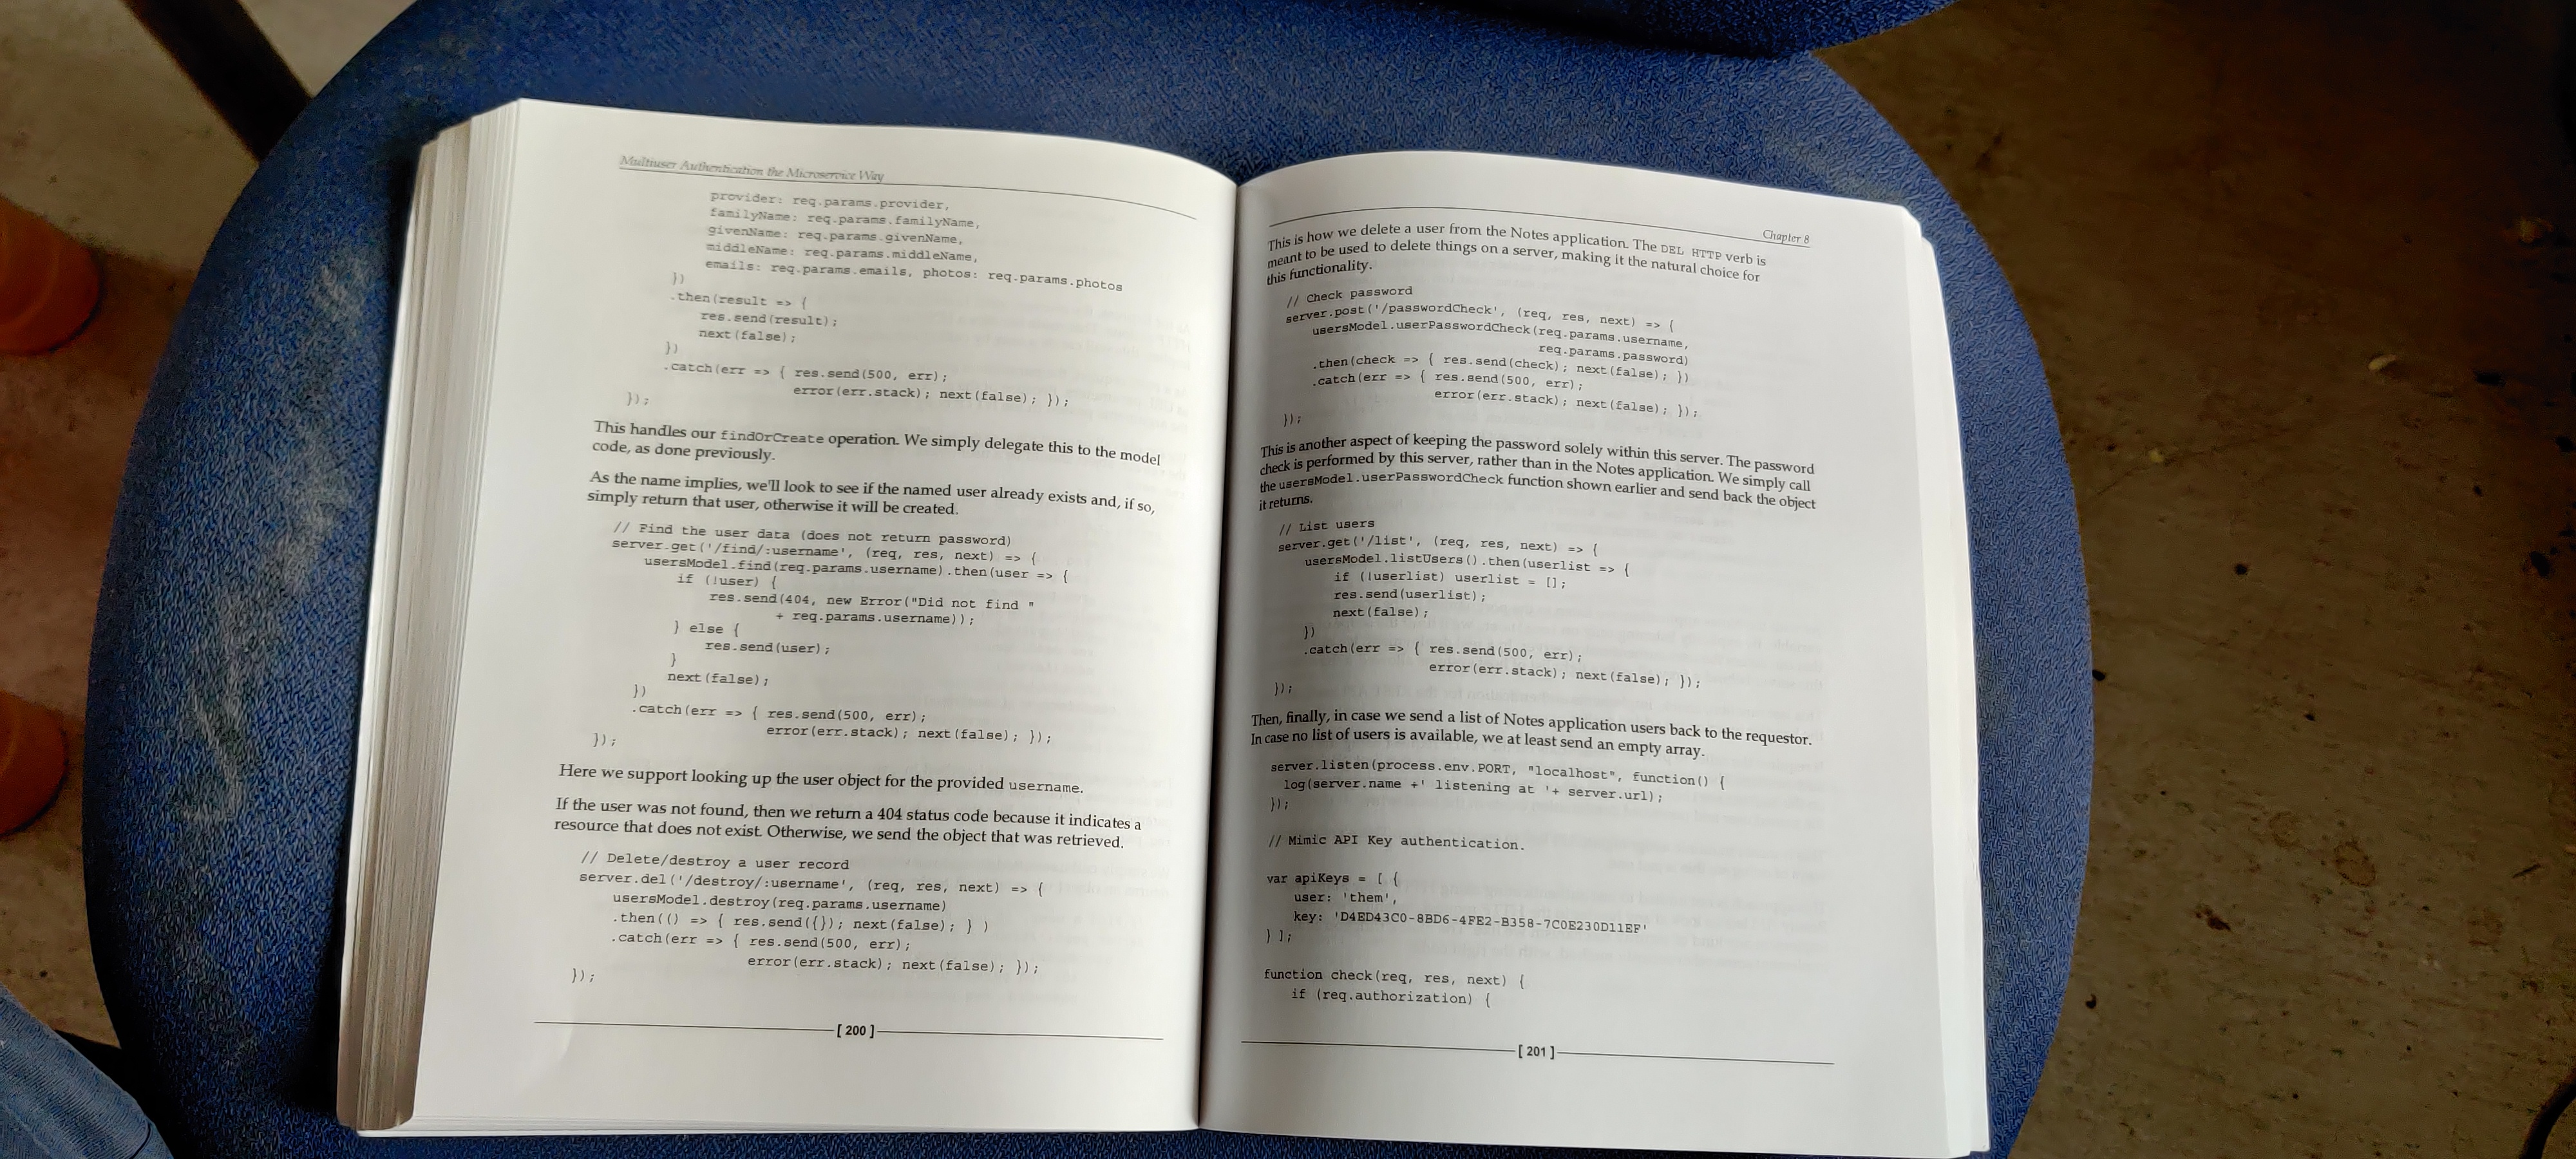 Multiuser Authentication the Microservice Way
provider: req.params.provider,
familyName: req.params.familyName,
givenName: req.params.givenName,
middleName: req.params.middleName,
emails: req.params.emails, photos: req.params.photos
})
.then(result => {
res.send(result);
next(false);
})
.catch(err => { res.send(500, err);
error(err.stack); next(false); });
});
This handles our findOrCreate operation. We simply delegate this to the model
code, as done previously.
As the name implies, we'll look to see if the named user already exists and, if so,
simply return that user, otherwise it will be created.
// Find the user data (does not return password)
server.get('/find/:username', (req, res, next) => {
usersModel.find(req.params.username).then(user => {
if (!user) {
res.send(404, new Error("Did not find "
+ req.params.username));
} else {
res.send(user);
}
next(false);
})
.catch(err => { res.send(500, err);
error(err.stack); next(false); });
});
Here we support looking up the user object for the provided username.
If the user was not found, then we return a 404 status code because it indicates a
resource that does not exist. Otherwise, we send the object that was retrieved.
// Delete/destroy a user record
server.del('/destroy/:username', (req, res, next) => {
usersModel.destroy(req.params.username)
.then(() => { res.send({}); next(false); } )
.catch(err => { res.send(500, err);
error(err.stack); next(false); });
});
[ 200 ]
Chapter 8
This is how we delete a user from the Notes application. The DEL HTTP verb is
meant to be used to delete things on a server, making it the natural choice for
this functionality.
// Check password
server.post('/passwordCheck', (req, res, next) => {
usersModel.userPasswordCheck(req.params.username,
req.params.password)
.then(check => { res.send(check); next(false); })
.catch(err => { res.send(500, err);
error(err.stack); next(false); });
});
This is another aspect of keeping the password solely within this server. The password
check is performed by this server, rather than in the Notes application. We simply call
the usersModel.userPasswordCheck function shown earlier and send back the object
it returns.
// List users
server.get('/list', (req, res, next) => {
usersModel.listUsers().then(userlist => {
if (!userlist) userlist = [];
res.send(userlist);
next(false);
})
.catch(err => { res.send(500, err);
error(err.stack); next(false); });
});
Then, finally, in case we send a list of Notes application users back to the requestor.
In case no list of users is available, we at least send an empty array.
server.listen(process.env.PORT, "localhost", function() {
log(server.name +' listening at '+ server.url);
});
// Mimic API Key authentication.
var apiKeys = [ {
user: 'them',
key: 'D4ED43C0-8BD6-4FE2-B358-7C0E230D11EF'
} ];
function check(req, res, next) {
if (req.authorization) {
[ 201 ]